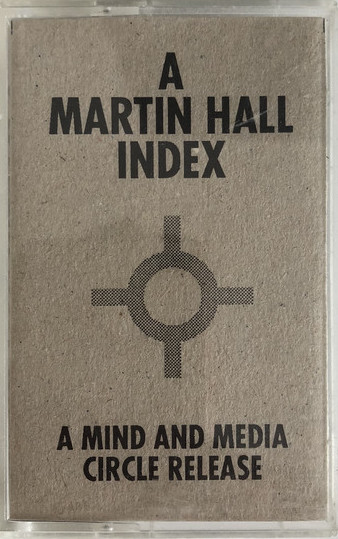 A
MARTIN HALL
INDEX
A MIND AND MEDIA
CIRCLE RELEASE